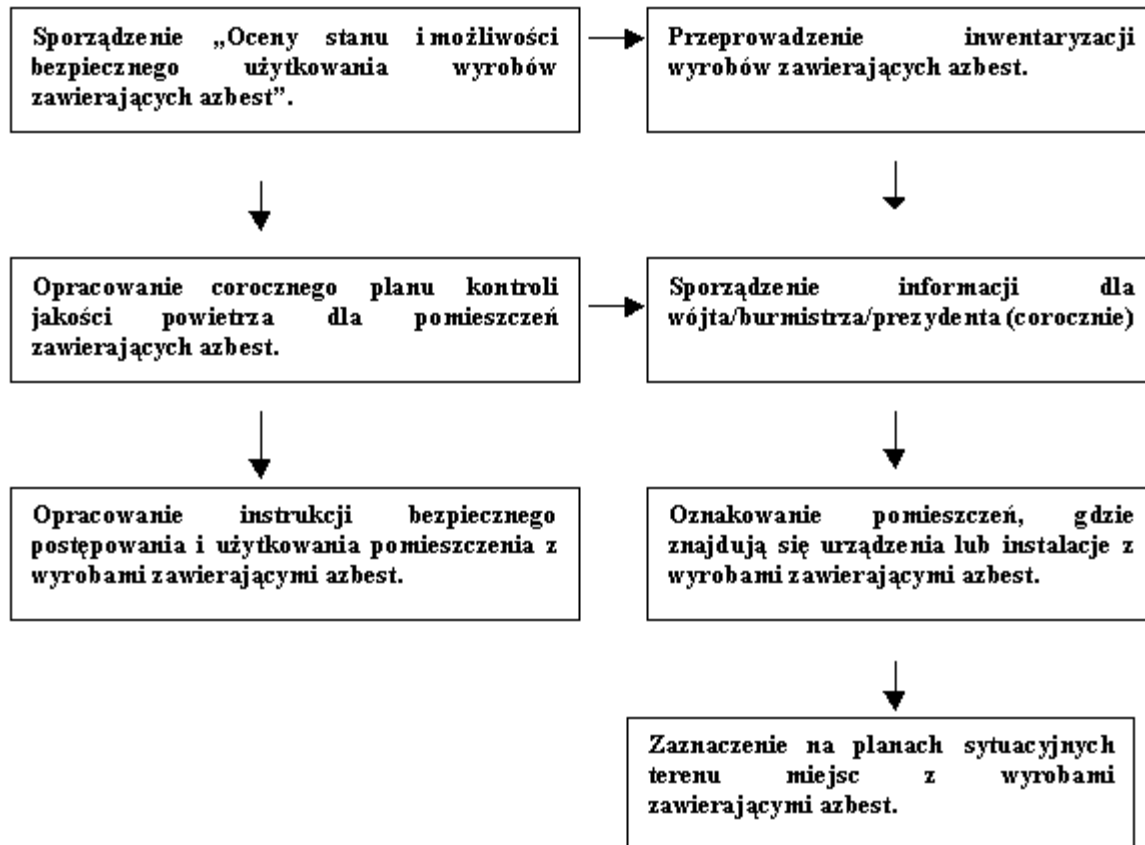 Sporządzenie „Oceny stanu i możliwości
bezpiecznego użytkowania wyrobów
zawierających azbest”.
Przeprowadzenie inwentaryzacji
wyrobów zawierających azbest.
Opracowanie corocznego planu kontroli
jakości powietrza dla pomieszczeń
zawierających azbest.
Sporządzenie informacji dla
wójta/burmistrza/prezydenta (corocznie)
Opracowanie instrukcji bezpiecznego
postępowania i użytkowania pomieszczenia z
wyrobami zawierającymi azbest.
Oznakowanie pomieszczeń, gdzie
znajdują się urządzenia lub instalacje z
wyrobami zawierającymi azbest.
Zaznaczenie na planach sytuacyjnych
terenu miejsc z wyrobami
zawierającymi azbest.